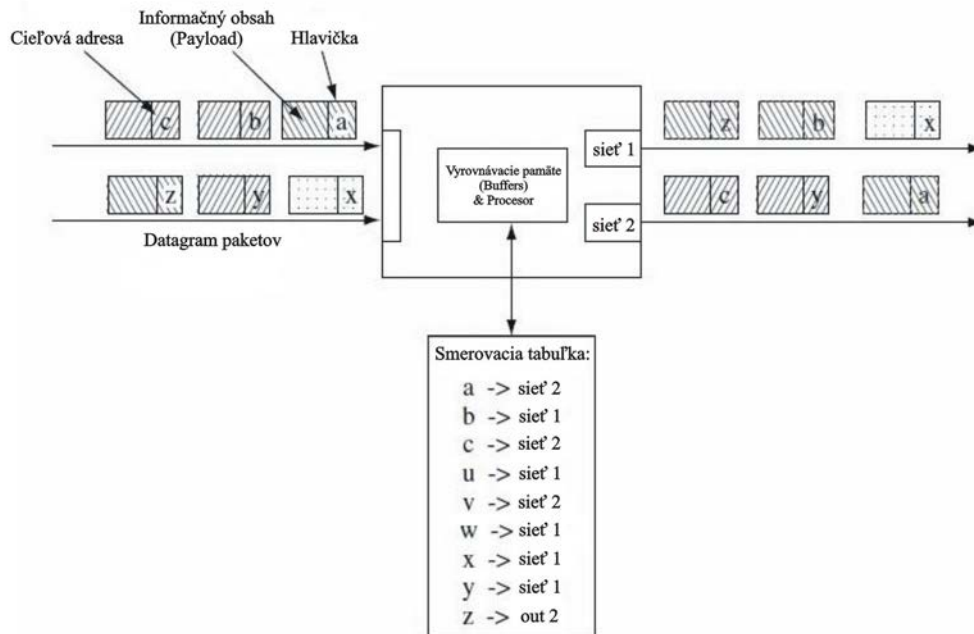 Cieľová adresa
Informačný obsah
(Payload)
Hlavička
c b a
z b x
sieť 1
Vyrovnávacie pamäte
(Buffers)
& Procesor
z y x
c y a
sieť 2
Datagram paketov
Smerovacia tabuľka:
a -> sieť 2
b -> sieť 1
c -> sieť 2
u -> sieť 1
v -> sieť 2
w -> sieť 1
x -> sieť 1
y -> sieť 1
z -> out 2